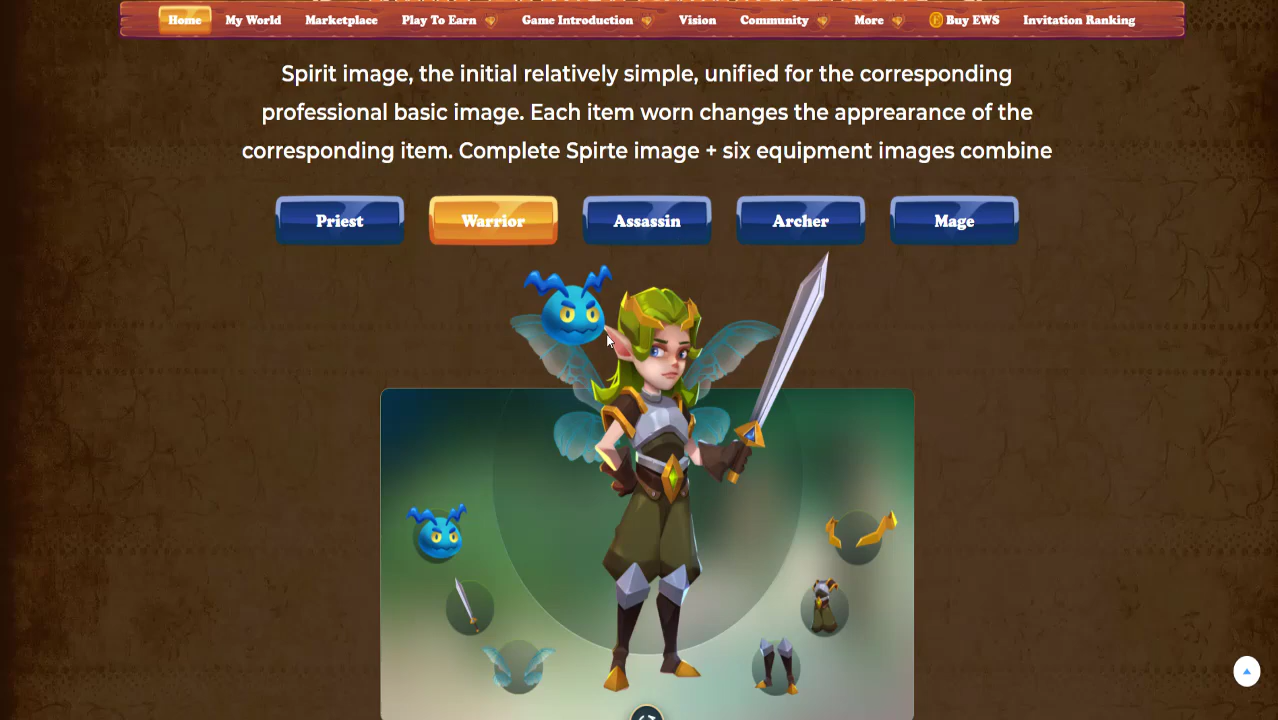 Home My World Marketplace Play To Earn Game Introduction Vision Community More Buy EWS Invitation Ranking
Spirit image, the initial relatively simple, unified for the corresponding
professional basic image. Each item worn changes the apprearance of the
corresponding item. Complete Spirte image + six equipment images combine
Priest Warrior Assassin Archer Mage